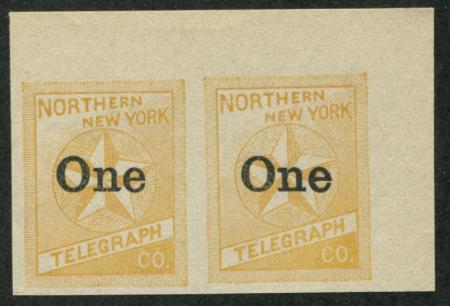 NORTHERN
NEW YORK
One
TELEGRAPH
CO.
NORTHERN
NEW YORK
One
TELEGRAPH
CO.